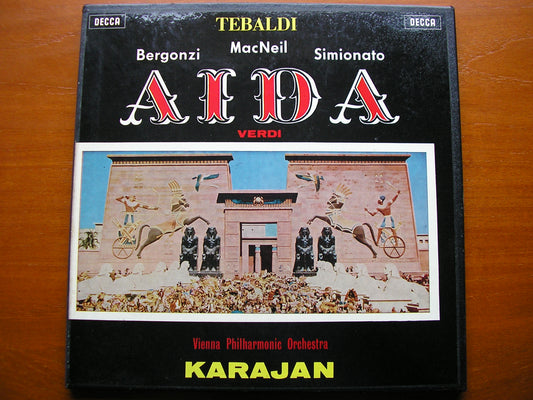 DECCA
TEBALDI
DECCA
Bergonzi MacNeil Simionato
AIDA
VERDI
Vienna Philharmonic Orchestra
KARAJAN